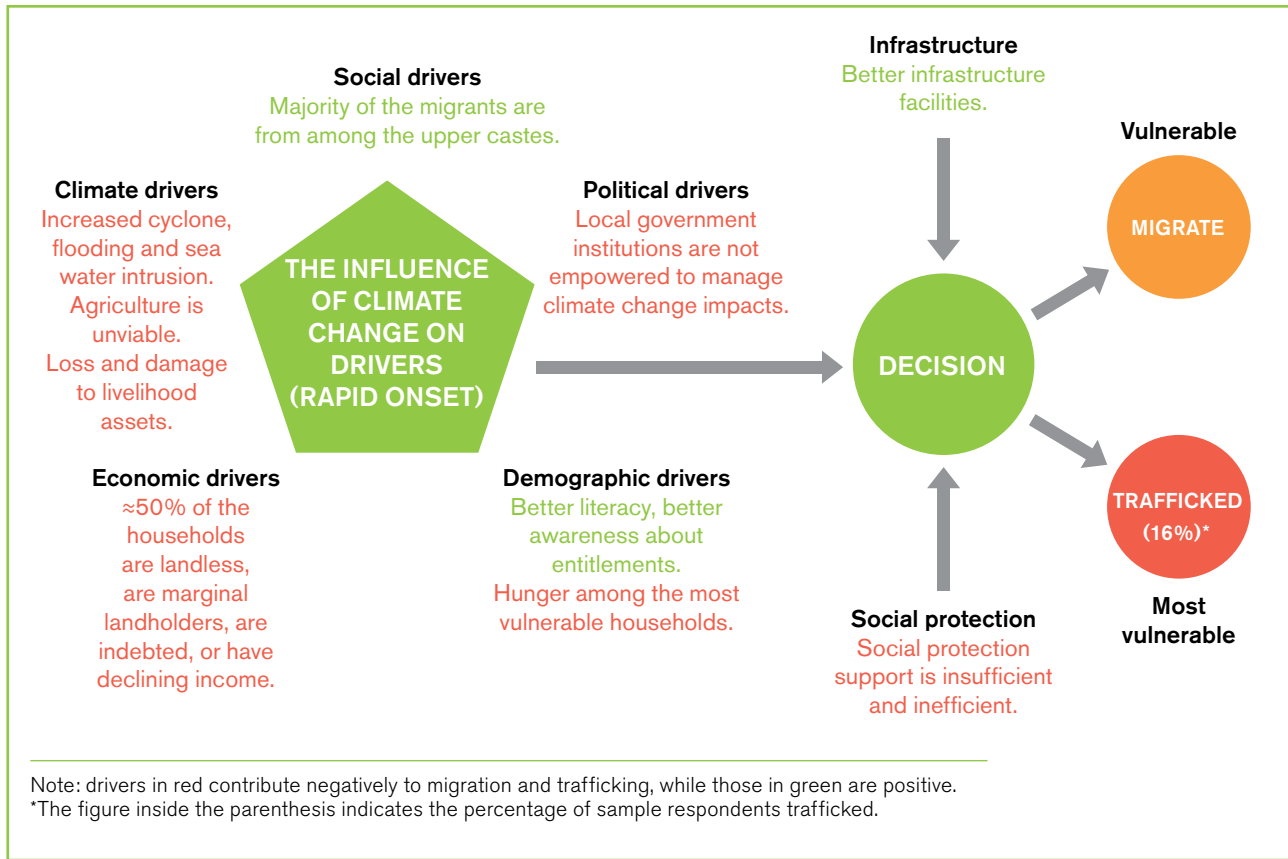 Social drivers
Majority of the migrants are
from among the upper castes.
Climate drivers
Increased cyclone,
flooding and sea
water intrusion.
Agriculture is
unviable.
Loss and damage
to livelihood
assets.
THE INFLUENCE
OF CLIMATE
CHANGE ON
DRIVERS
(RAPID ONSET)
Political drivers
Local government
institutions are not
empowered to manage
climate change impacts.
Economic drivers
≈50% of the
households
are landless,
are marginal
landholders, are
indebted, or have
declining income.
Demographic drivers
Better literacy, better
awareness about
entitlements.
Hunger among the most
vulnerable households.
Infrastructure
Better infrastructure
facilities.
DECISION
Social protection
Social protection
support is insufficient
and inefficient.
Vulnerable
MIGRATE
TRAFFICKED
(16%)*
Most
vulnerable
Note: drivers in red contribute negatively to migration and trafficking, while those in green are positive.
*The figure inside the parenthesis indicates the percentage of sample respondents trafficked.